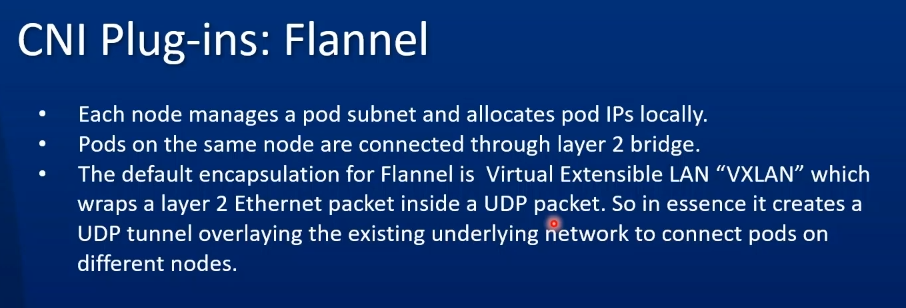 CNI Plug-ins: Flannel
• Each node manages a pod subnet and allocates pod IPs locally.
• Pods on the same node are connected through layer 2 bridge.
• The default encapsulation for Flannel is  Virtual Extensible LAN “VXLAN” which
wraps a layer 2 Ethernet packet inside a UDP packet. So in essence it creates a
UDP tunnel overlaying the existing underlying network to connect pods on
different nodes.